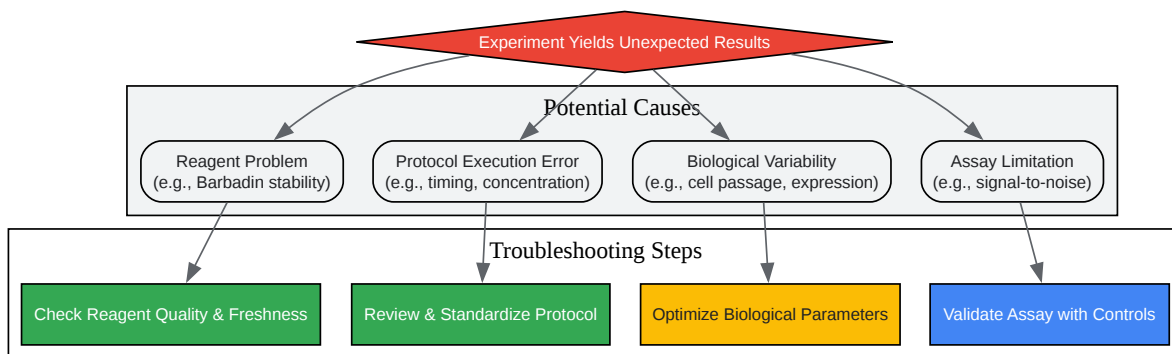 Experiment Yields Unexpected Results
Potential Causes
Reagent Problem
(e.g., Barbadin stability)
Protocol Execution Error
(e.g., timing, concentration)
Biological Variability
(e.g., cell passage, expression)
Assay Limitation
(e.g., signal-to-noise)
Troubleshooting Steps
Check Reagent Quality & Freshness
Review & Standardize Protocol
Optimize Biological Parameters
Validate Assay with Controls